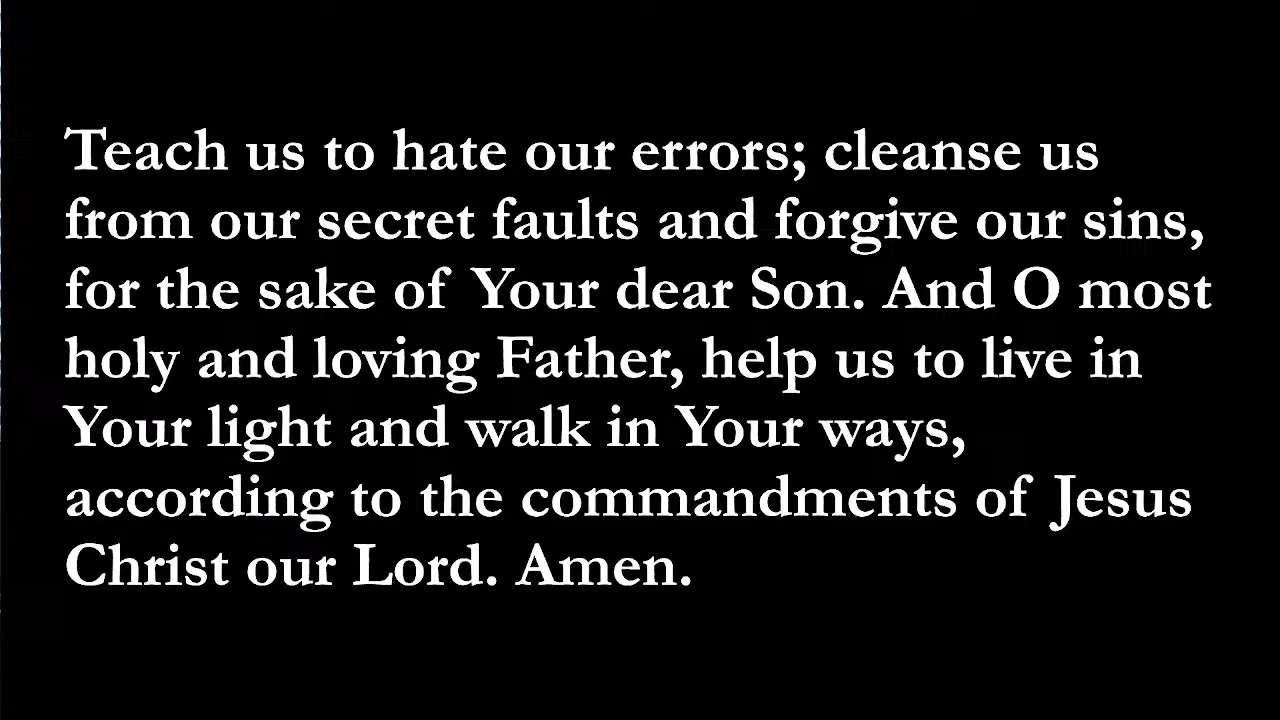 Teach us to hate our errors; cleanse us
from our secret faults and forgive our sins,
for the sake of Your dear Son. And O most
holy and loving Father, help us to live in
Your light and walk in Your ways,
according to the commandments of Jesus
Christ our Lord. Amen.